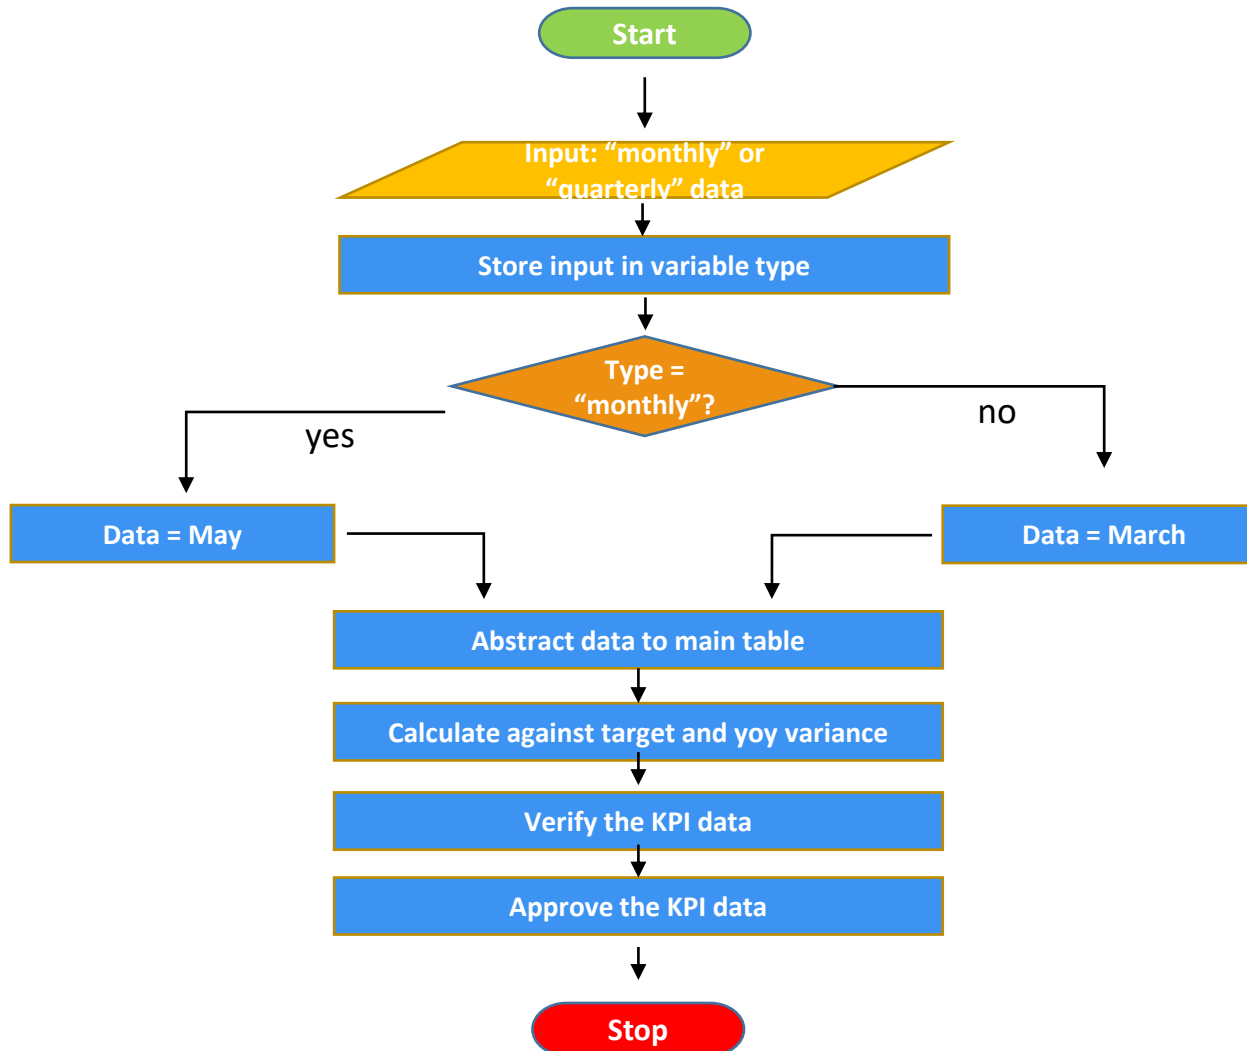 Start
Input: “monthly” or
“quarterly” data
Store input in variable type
Type =
“monthly”?
yes
no
Data = May
Data = March
Abstract data to main table
Calculate against target and yoy variance
Verify the KPI data
Approve the KPI data
Stop